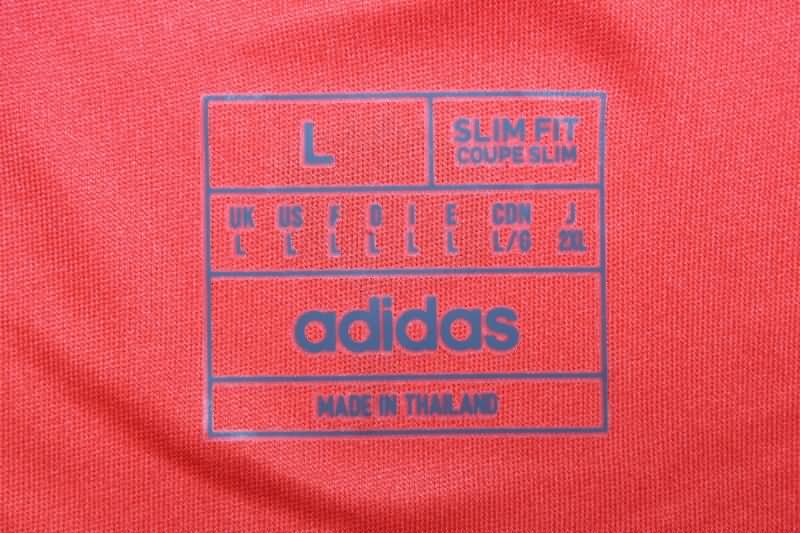 L
SLIM FIT
COUPE SLIM
UK US F D I E CDN J
L L L L L L L/G 2XL
adidas
MADE IN THAILAND